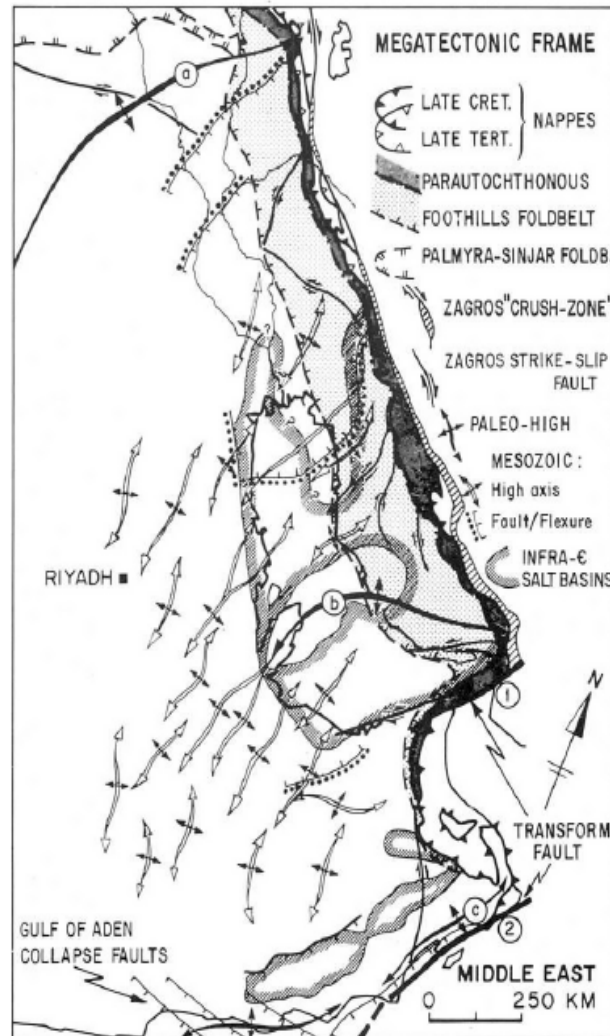 MEGATECTONIC FRAME
LATE CRET.
NAPPES
LATE TERT.
PARAUTOCHTHONOUS
FOOTHILLS FOLDBELT
PALMYRA-SINJAR FOLDB
ZAGROS "CRUSH-ZONE"
ZAGROS STRIKE-SLIP
FAULT
PALEO-HIGH
MESOZOIC:
High axis
Fault/Flexure
INFRA-Є
SALT BASINS
a
?
RIYADH
b
1
N
TRANSFORM
FAULT
c
2
GULF OF ADEN
COLLAPSE FAULTS
MIDDLE EAST
0 250 KM